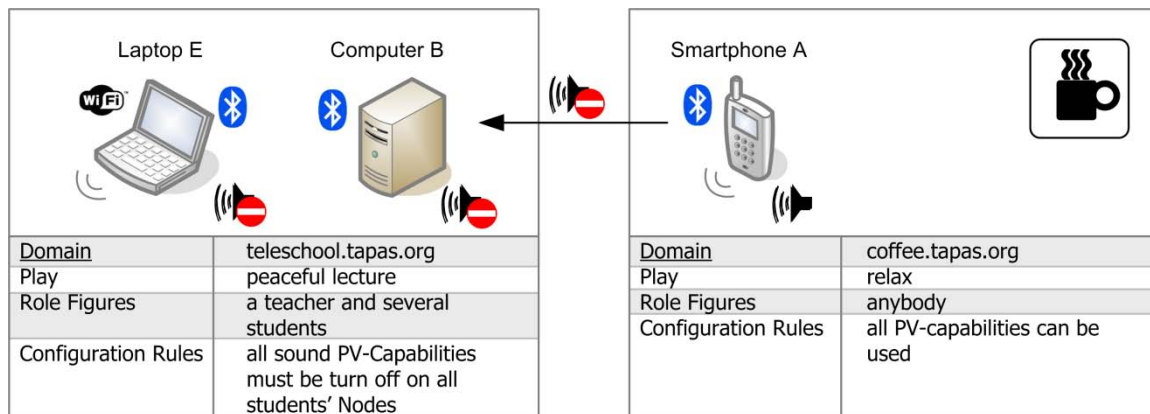 Laptop E
Computer B
Smartphone A
Wi Fi
Domain
teleschool.tapas.org
Play
peaceful lecture
Role Figures
a teacher and several
students
Configuration Rules
all sound PV-Capabilities
must be turn off on all
students' Nodes
Domain
coffee.tapas.org
Play
relax
Role Figures
anybody
Configuration Rules
all PV-capabilities can be
used